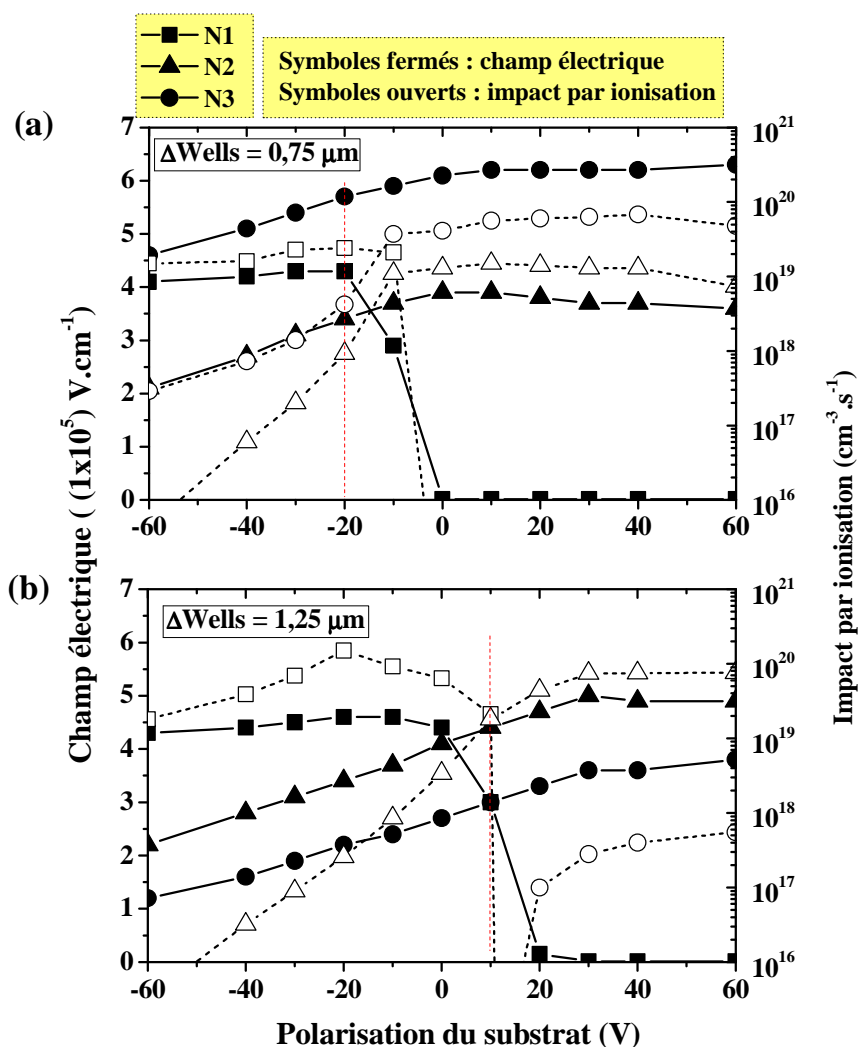 N1
N2
N3
Symboles fermés : champ électrique
Symboles ouverts : impact par ionisation
(a)
ΔWells = 0,75 μm
7
6
5
4
3
2
1
0
10²¹
10²⁰
10¹⁹
10¹⁸
10¹⁷
10¹⁶
-60 -40 -20 0 20 40 60
(b)
ΔWells = 1,25 μm
7
6
5
4
3
2
1
0
10²¹
10²⁰
10¹⁹
10¹⁸
10¹⁷
10¹⁶
-60 -40 -20 0 20 40 60
Champ électrique ( (1x10⁵) V.cm⁻¹
Impact par ionisation (cm⁻³.s⁻¹)
Polarisation du substrat (V)